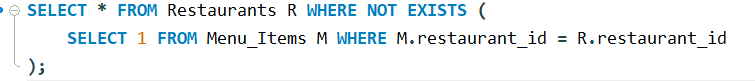 SELECT * FROM Restaurants R WHERE NOT EXISTS (
SELECT 1 FROM Menu_Items M WHERE M.restaurant_id = R.restaurant_id
);